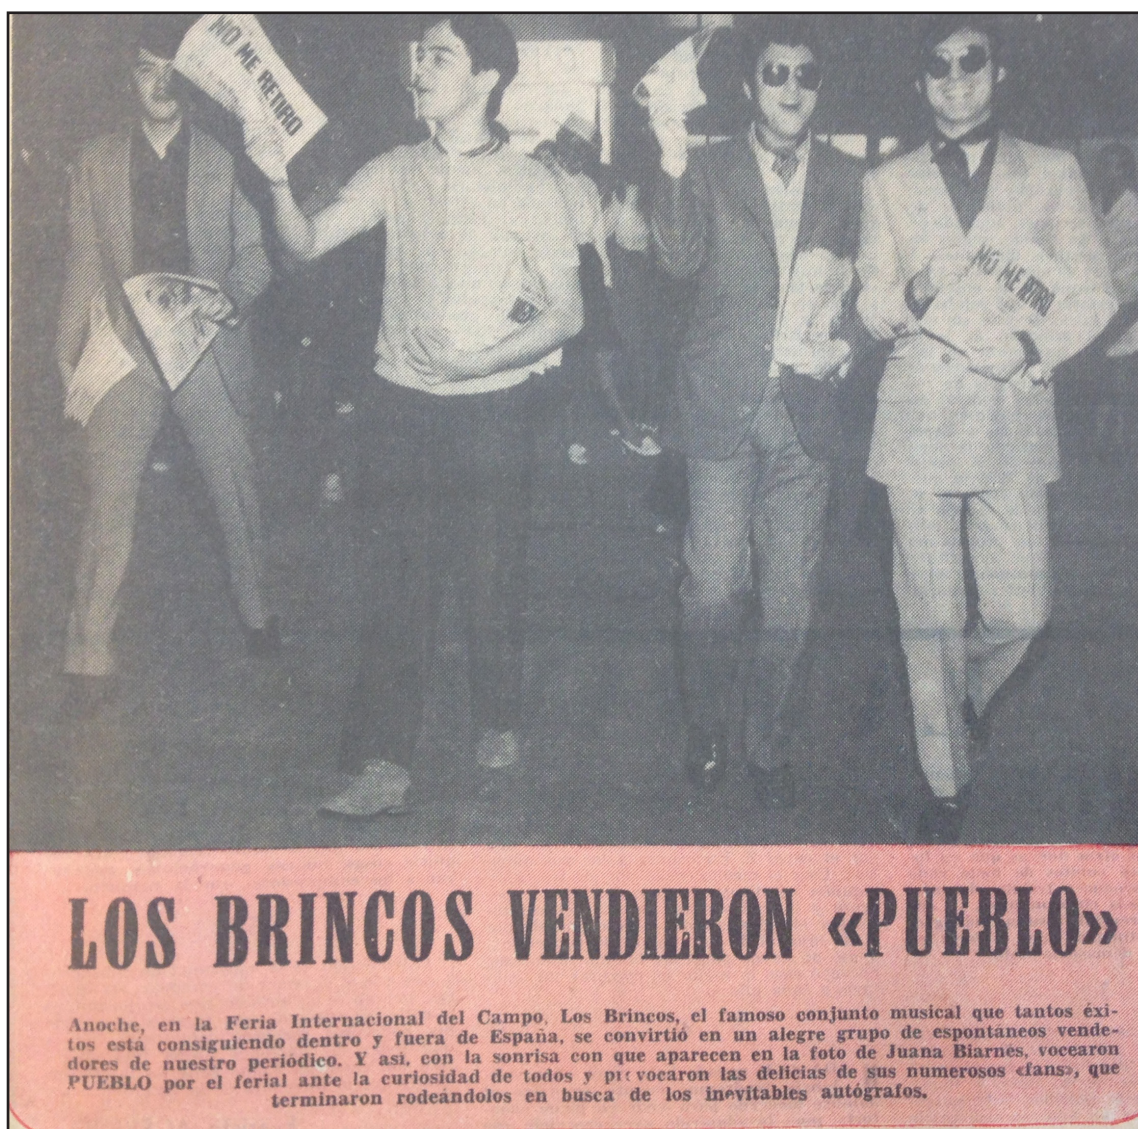 NO ME RETIRO
NO ME RETIRO
LOS BRINCOS VENDIERON «PUEBLO»
Anoche, en la Feria Internacional del Campo, Los Brincos, el famoso conjunto musical que tantos éxi-
tos está consiguiendo dentro y fuera de España, se convirtió en un alegre grupo de espontáneos vende-
dores de nuestro periódico. Y así, con la sonrisa con que aparecen en la foto de Juana Biarnés, vocearon
PUEBLO por el ferial ante la curiosidad de todos y provocaron las delicias de sus numerosos «fans», que
terminaron rodeándolos en busca de los inevitables autógrafos.